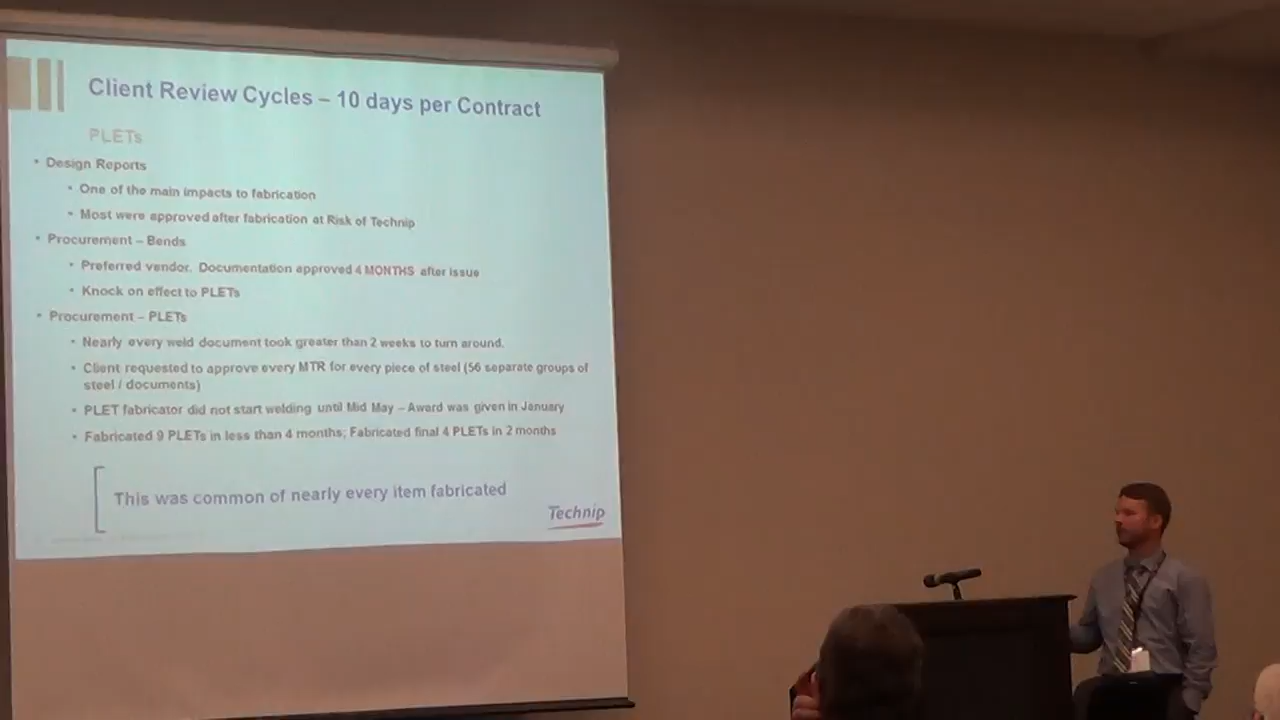 Client Review Cycles – 10 days per Contract
PLETs
• Design Reports
• One of the main impacts to fabrication
• Most were approved after fabrication at Risk of Technip
• Procurement – Bends
• Preferred vendor. Documentation approved 4 MONTHS after issue
• Knock on effect to PLETs
• Procurement – PLETs
• Nearly every weld document took greater than 2 weeks to turn around.
• Client requested to approve every MTR for every piece of steel (56 separate groups of
steel / documents)
• PLET fabricator did not start welding until Mid May – Award was given in January
• Fabricated 9 PLETs in less than 4 months; Fabricated final 4 PLETs in 2 months
This was common of nearly every item fabricated
Technip